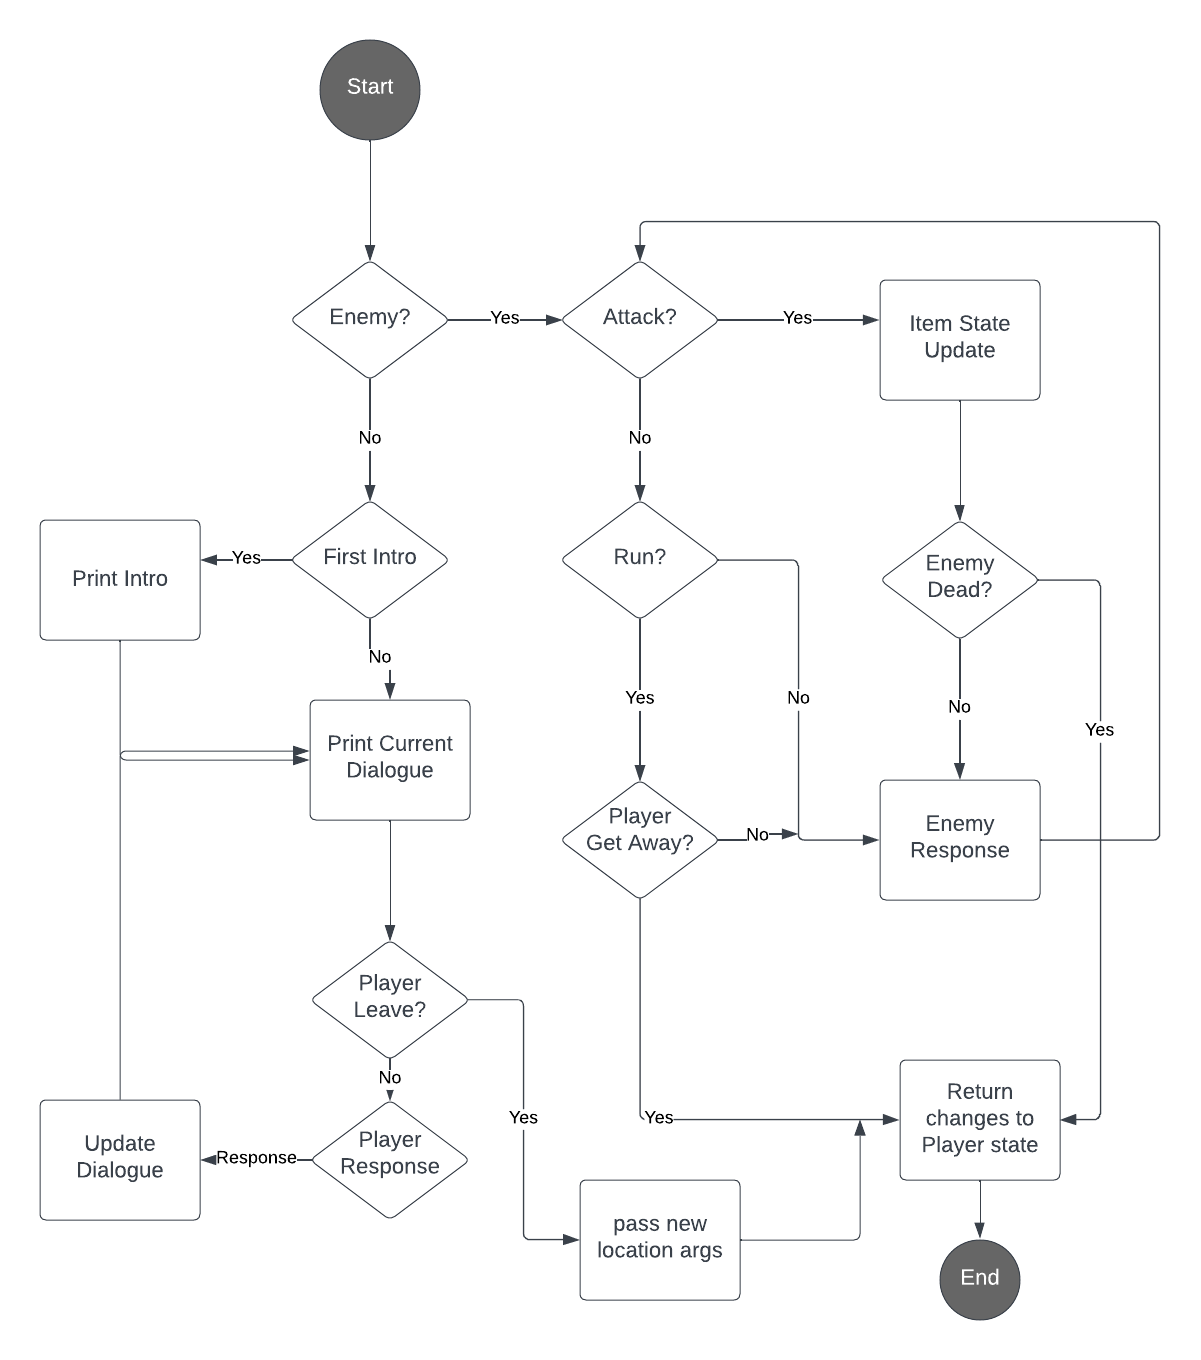 Start
Enemy?
Yes
Attack?
Yes
Item State
Update
No
No
Print Intro
Yes
First Intro
Run?
Enemy
Dead?
No
Print Current
Dialogue
Yes
No
No
Yes
Player
Get Away?
No
Enemy
Response
Player
Leave?
No
Yes
Yes
Return
changes to
Player state
Update
Dialogue
Response
Player
Response
pass new
location args
End